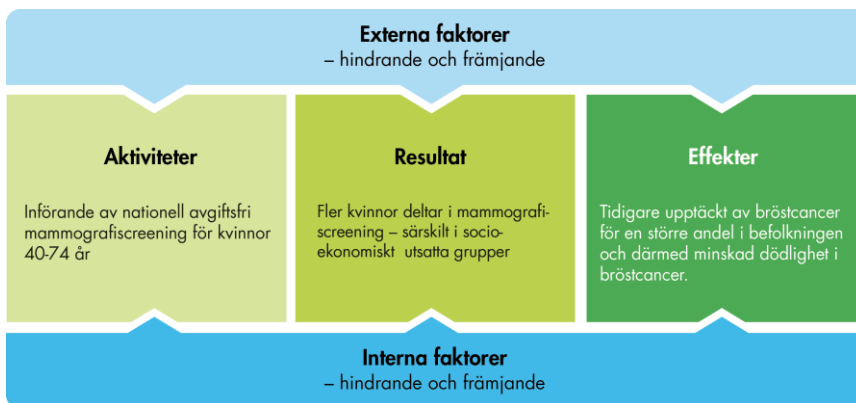 Externa faktorer
– hindrande och främjande
Aktiviteter
Införande av nationell avgiftsfri
mammografiscreening för kvinnor
40-74 år
Resultat
Fler kvinnor deltar i mammografi-
screening – särskilt i socio-
ekonomiskt utsatta grupper
Effekter
Tidigare upptäckt av bröstcancer
för en större andel i befolkningen
och därmed minskad dödlighet i
bröstcancer.
Interna faktorer
– hindrande och främjande